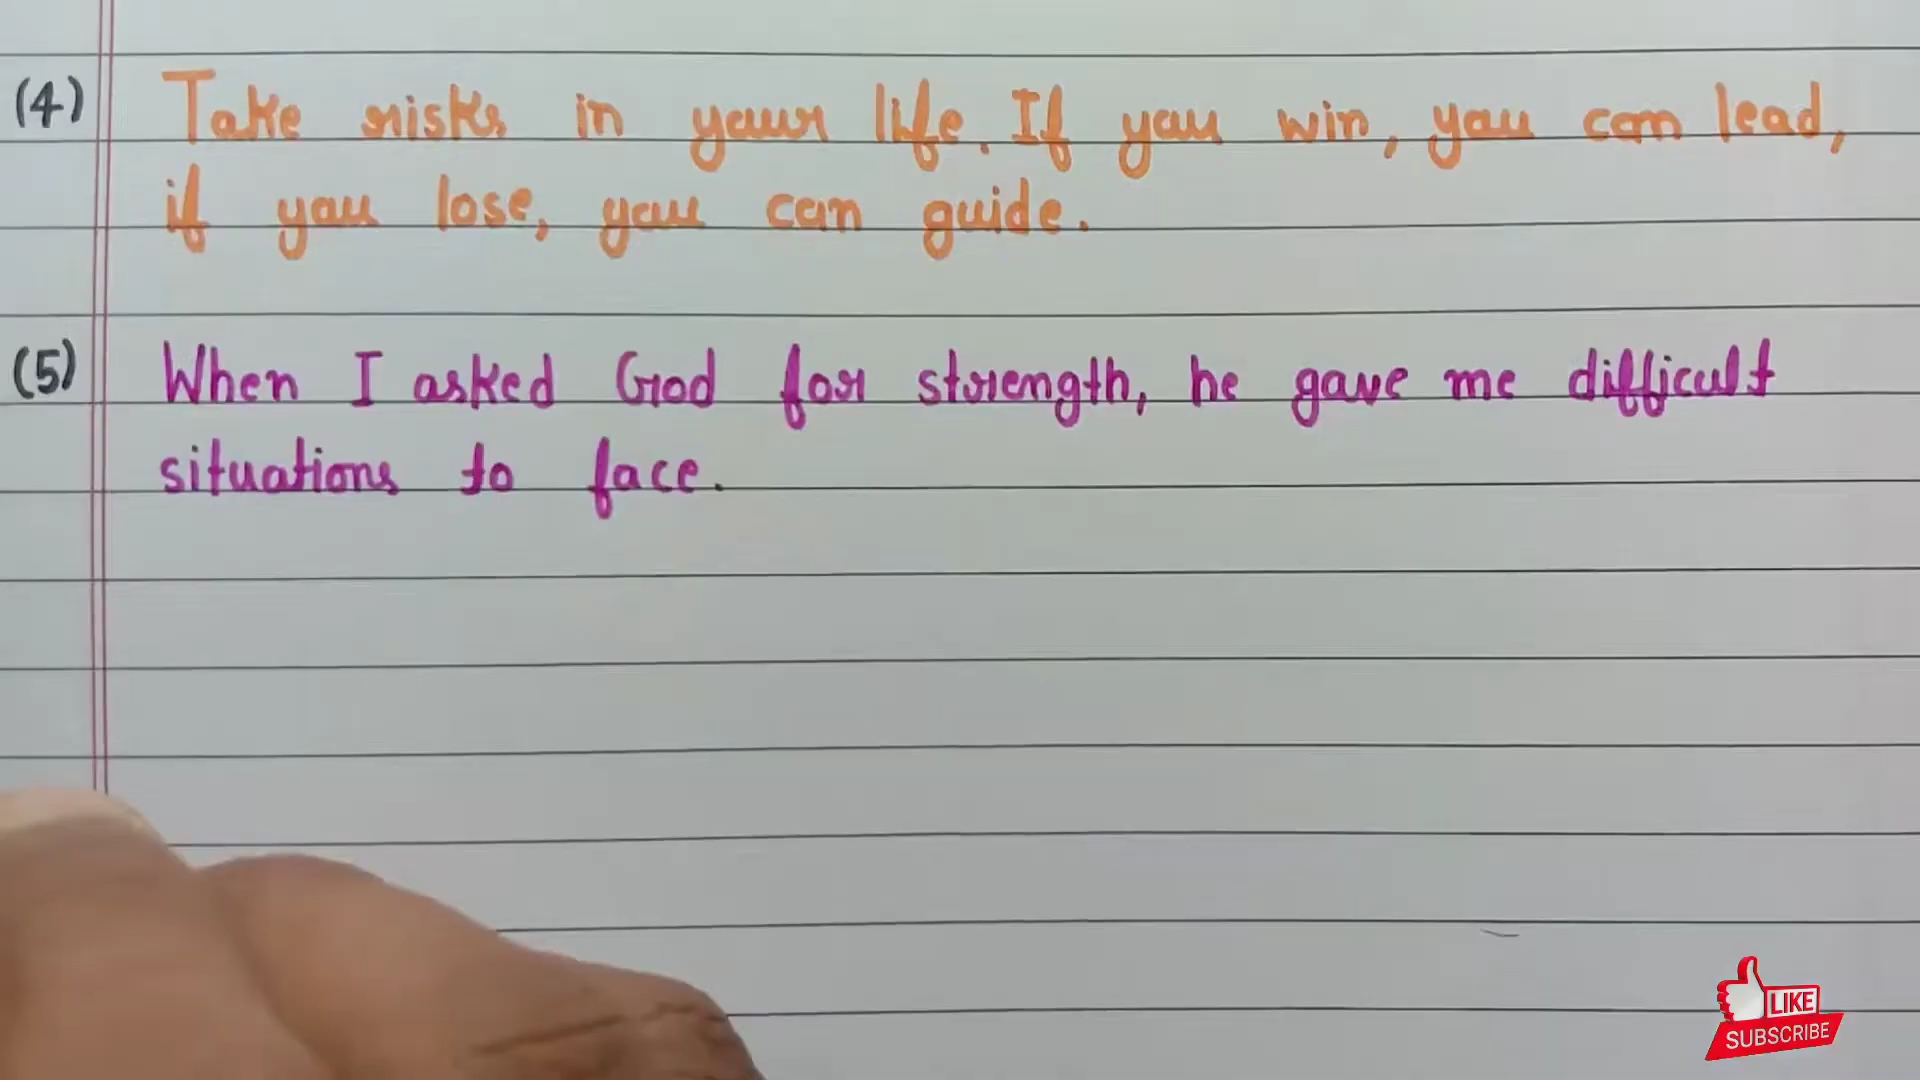 (4) Take risks in your life. If you win, you can lead,
if you lose, you can guide.
(5) When I asked God for strength, he gave me difficult
situations to face.
LIKE
SUBSCRIBE